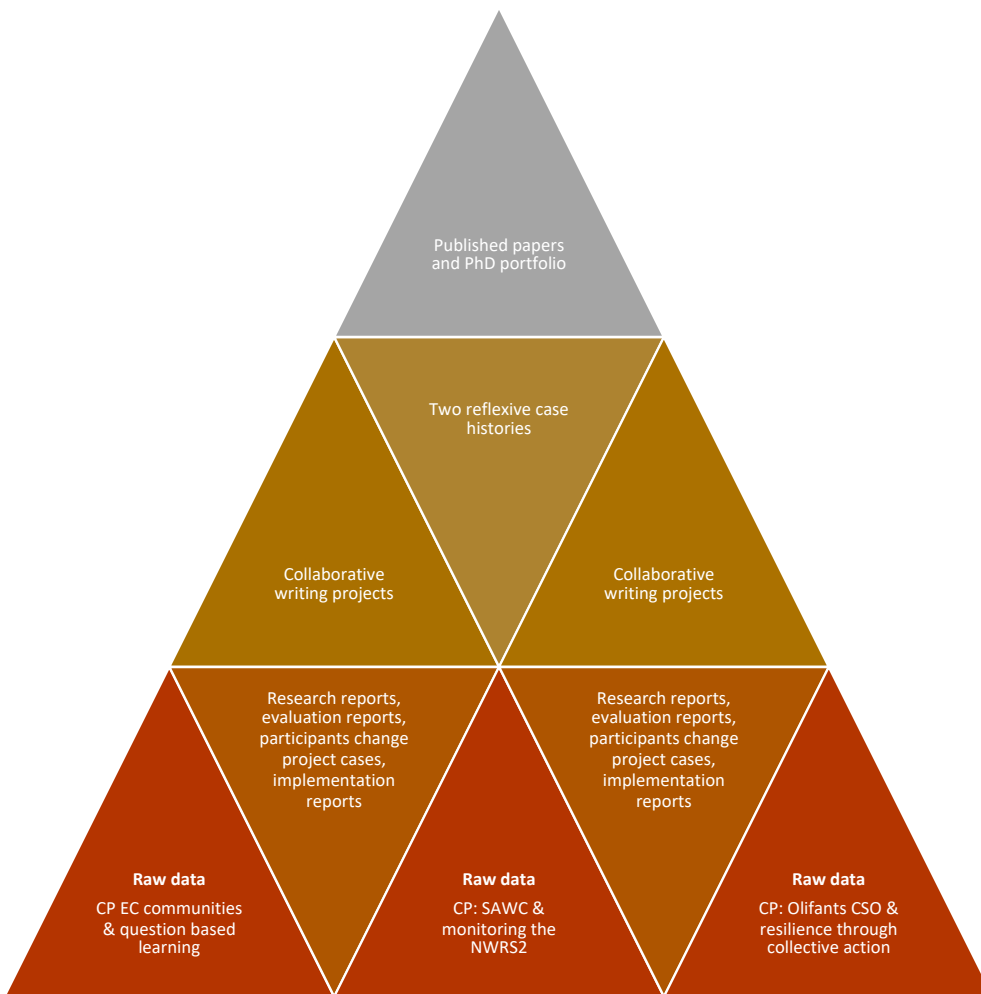 Published papers
and PhD portfolio
Two reflexive case
histories
Collaborative
writing projects
Collaborative
writing projects
Research reports,
evaluation reports,
participants change
project cases,
implementation
reports
Research reports,
evaluation reports,
participants change
project cases,
implementation
reports
Raw data
CP EC communities
& question based
learning
Raw data
CP: SAWC &
monitoring the
NWRS2
Raw data
CP: Olifants CSO &
resilience through
collective action